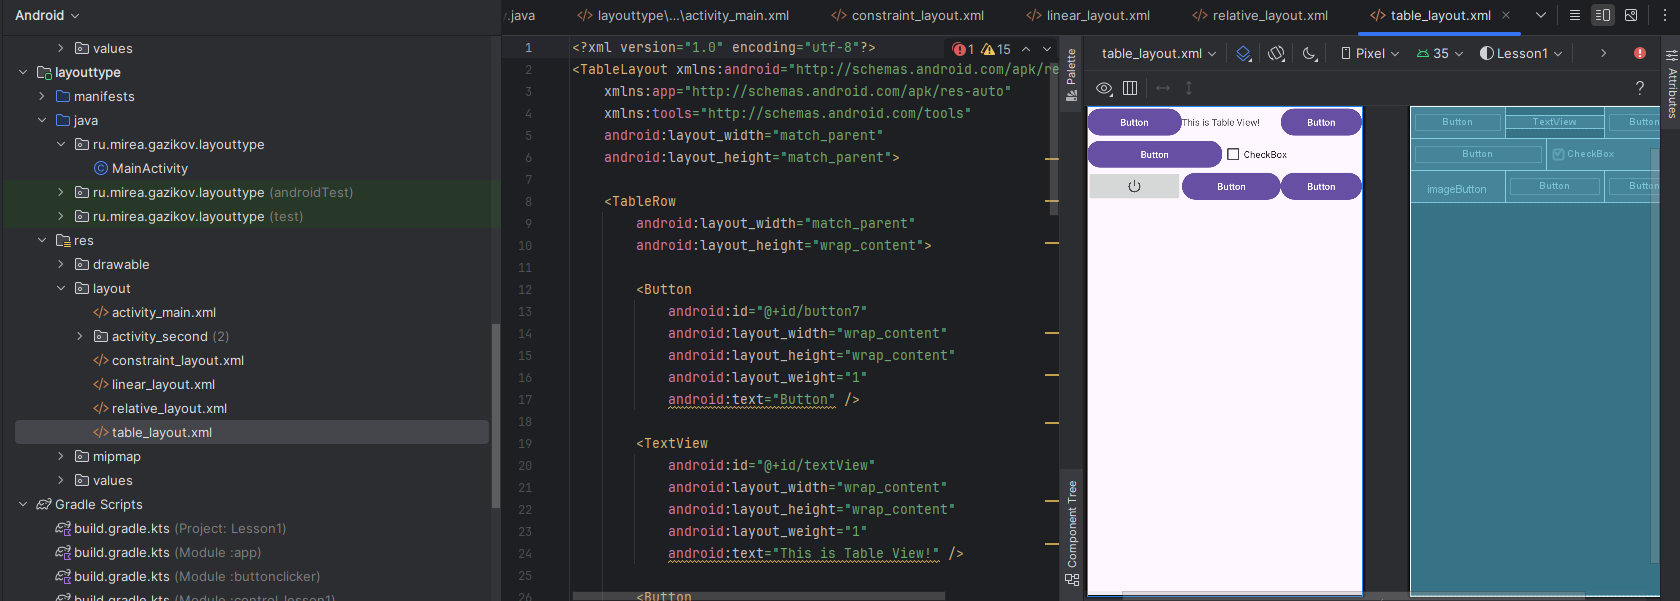 Android
values
layouttype
manifests
java
ru.mirea.gazikov.layouttype
MainActivity
ru.mirea.gazikov.layouttype (androidTest)
ru.mirea.gazikov.layouttype (test)
res
drawable
layout
activity_main.xml
activity_second (2)
constraint_layout.xml
linear_layout.xml
relative_layout.xml
table_layout.xml
mipmap
values
Gradle Scripts
build.gradle.kts (Project: Lesson1)
build.gradle.kts (Module :app)
build.gradle.kts (Module :buttonclicker)
build.gradle.kts (Module :control_lesson1)
.java
layouttype\...\activity_main.xml
constraint_layout.xml
linear_layout.xml
relative_layout.xml
table_layout.xml
1 <?xml version="1.0" encoding="utf-8"?>
1 15
2 <TableLayout xmlns:android="http://schemas.android.com/apk/re
3 xmlns:app="http://schemas.android.com/apk/res-auto"
4 xmlns:tools="http://schemas.android.com/tools"
5 android:layout_width="match_parent"
6 android:layout_height="match_parent">
7
8 <TableRow
9 android:layout_width="match_parent"
10 android:layout_height="wrap_content">
11
12 <Button
13 android:id="@+id/button7"
14 android:layout_width="wrap_content"
15 android:layout_height="wrap_content"
16 android:layout_weight="1"
17 android:text="Button" />
18
19 <TextView
20 android:id="@+id/textView"
21 android:layout_width="wrap_content"
22 android:layout_height="wrap_content"
23 android:layout_weight="1"
24 android:text="This is Table View!" />
25
26 <Button
Palette
Component Tree
table_layout.xml
Pixel
35
Lesson1
?
Attributes
Button This is Table View! Button
Button CheckBox
Button Button
Button TextView Button
Button CheckBox
imageButton Button Button